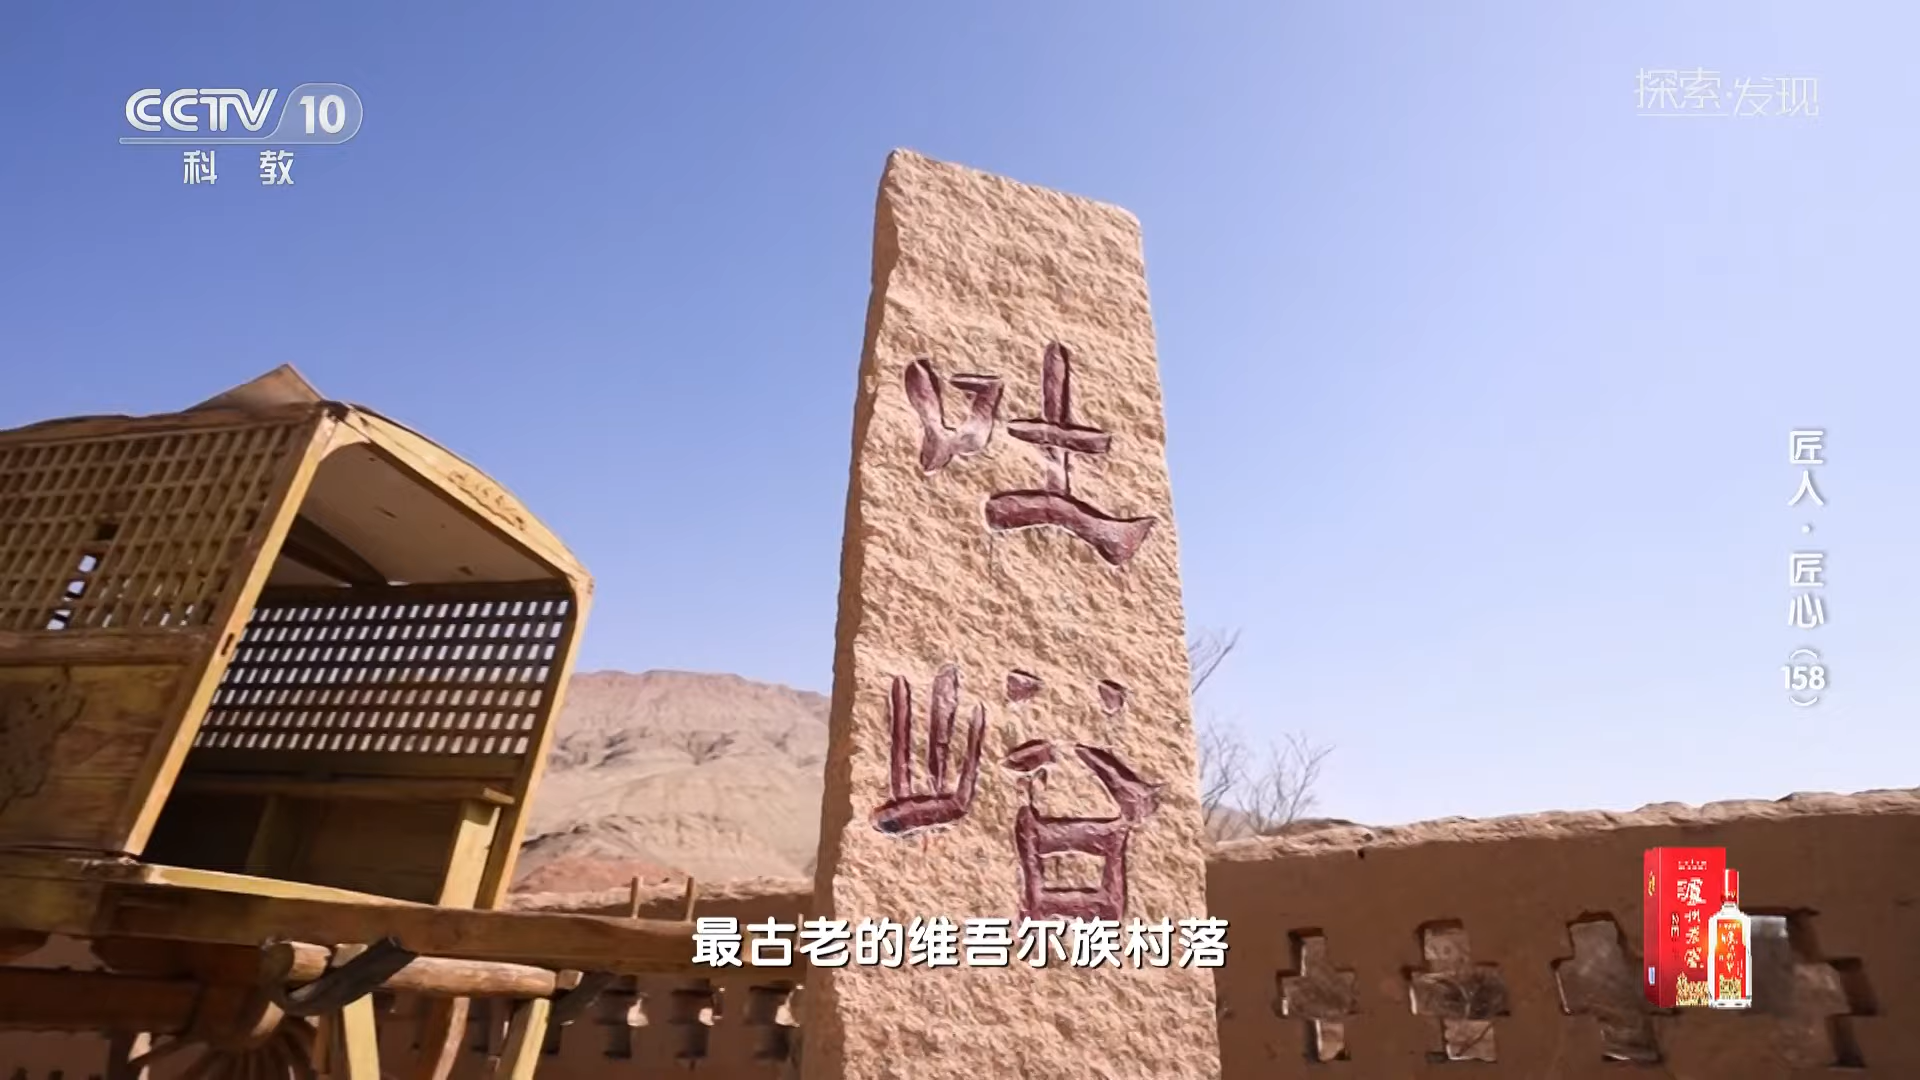 CCTV 10
科 教
探索·发现
吐
峪
匠人·匠心(158)
最古老的维吾尔族村落